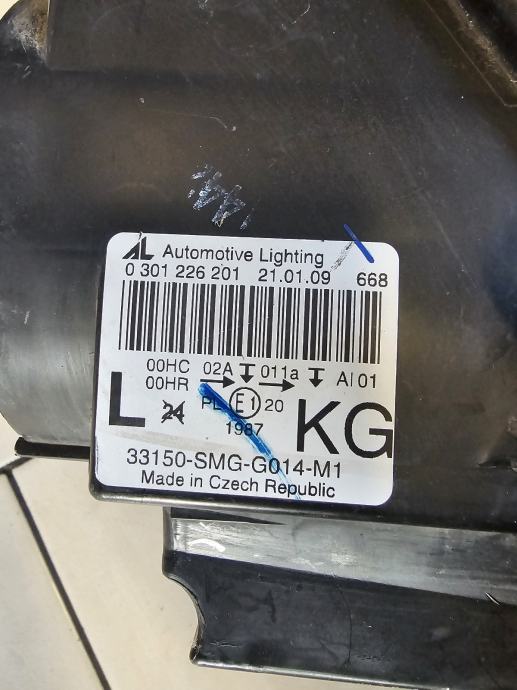 AL Automotive Lighting
0 301 226 201 21.01.09 668
00HC 02A 011a AI 01
00HR
L 24 PL E1 20 KG
1987
33150-SMG-G014-M1
Made in Czech Republic